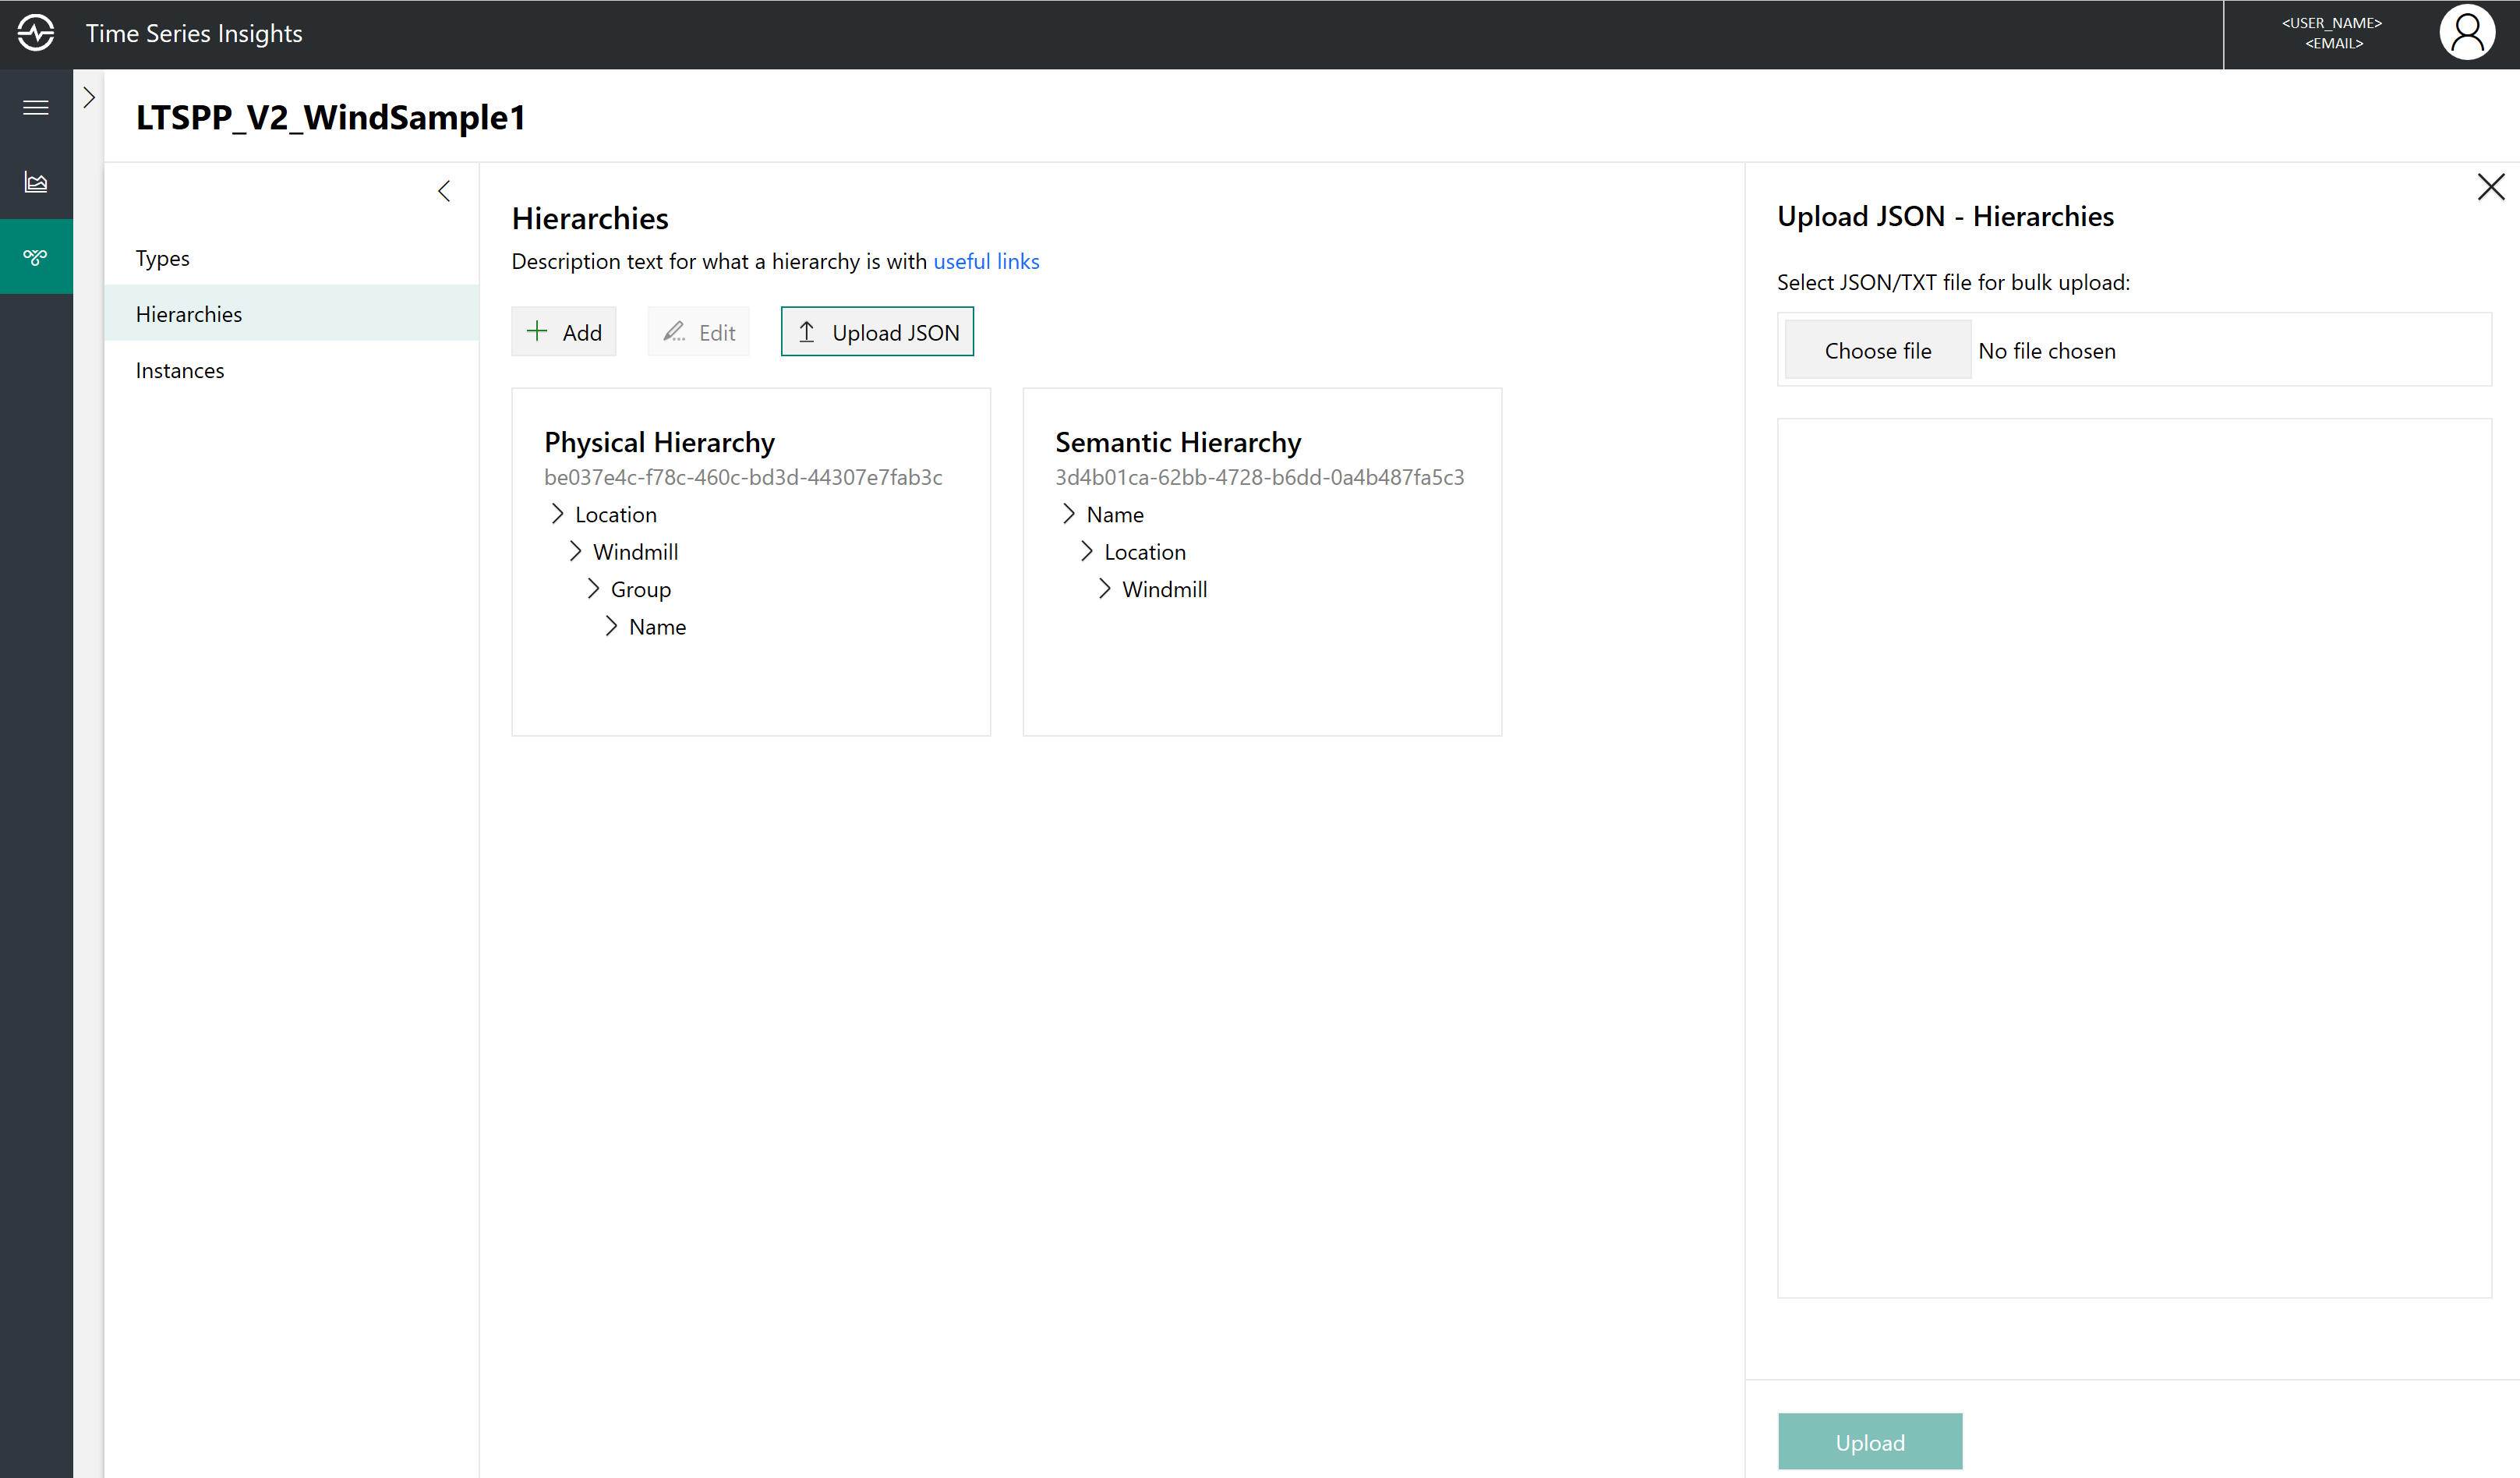 Time Series Insights
<USER_NAME>
<EMAIL>
LTSPP_V2_WindSample1
Types
Hierarchies
Instances
Hierarchies
Description text for what a hierarchy is with useful links
Add
Edit
Upload JSON
Physical Hierarchy
be037e4c-f78c-460c-bd3d-44307e7fab3c
Location
Windmill
Group
Name
Semantic Hierarchy
3d4b01ca-62bb-4728-b6dd-0a4b487fa5c3
Name
Location
Windmill
Upload JSON - Hierarchies
Select JSON/TXT file for bulk upload:
Choose file No file chosen
Upload